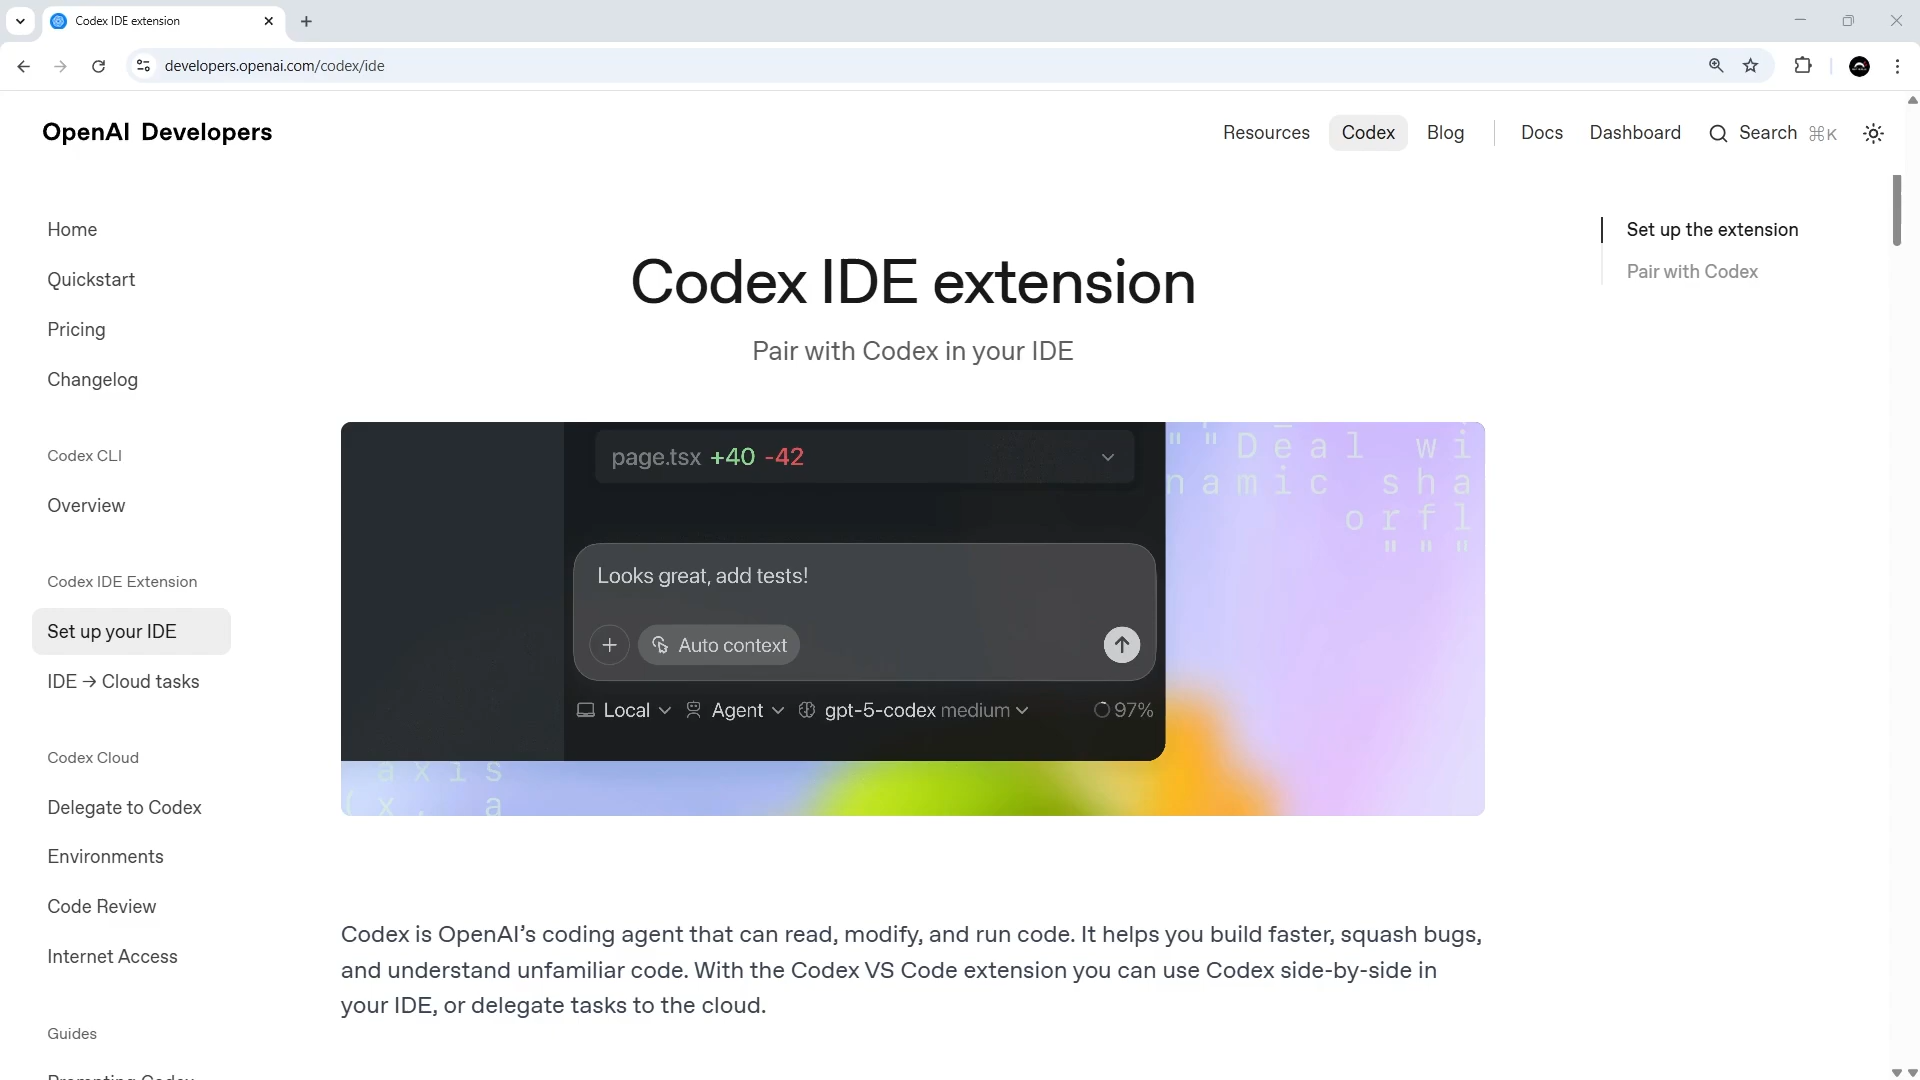 Codex IDE extension
developers.openai.com/codex/ide
OpenAI Developers
Resources
Codex
Blog
Docs
Dashboard
Search ⌘K
Home
Quickstart
Pricing
Changelog
Codex CLI
Overview
Codex IDE Extension
Set up your IDE
IDE → Cloud tasks
Codex Cloud
Delegate to Codex
Environments
Code Review
Internet Access
Guides
Prompting Codex
Codex IDE extension
Pair with Codex in your IDE
page.tsx +40 -42
Looks great, add tests!
+ Auto context
Local Agent gpt-5-codex medium 97%
" " D e a l w i
n a m i c s h a
o r f l
" " "
a x i s
( x , a
Codex is OpenAI’s coding agent that can read, modify, and run code. It helps you build faster, squash bugs,
and understand unfamiliar code. With the Codex VS Code extension you can use Codex side-by-side in
your IDE, or delegate tasks to the cloud.
Set up the extension
Pair with Codex